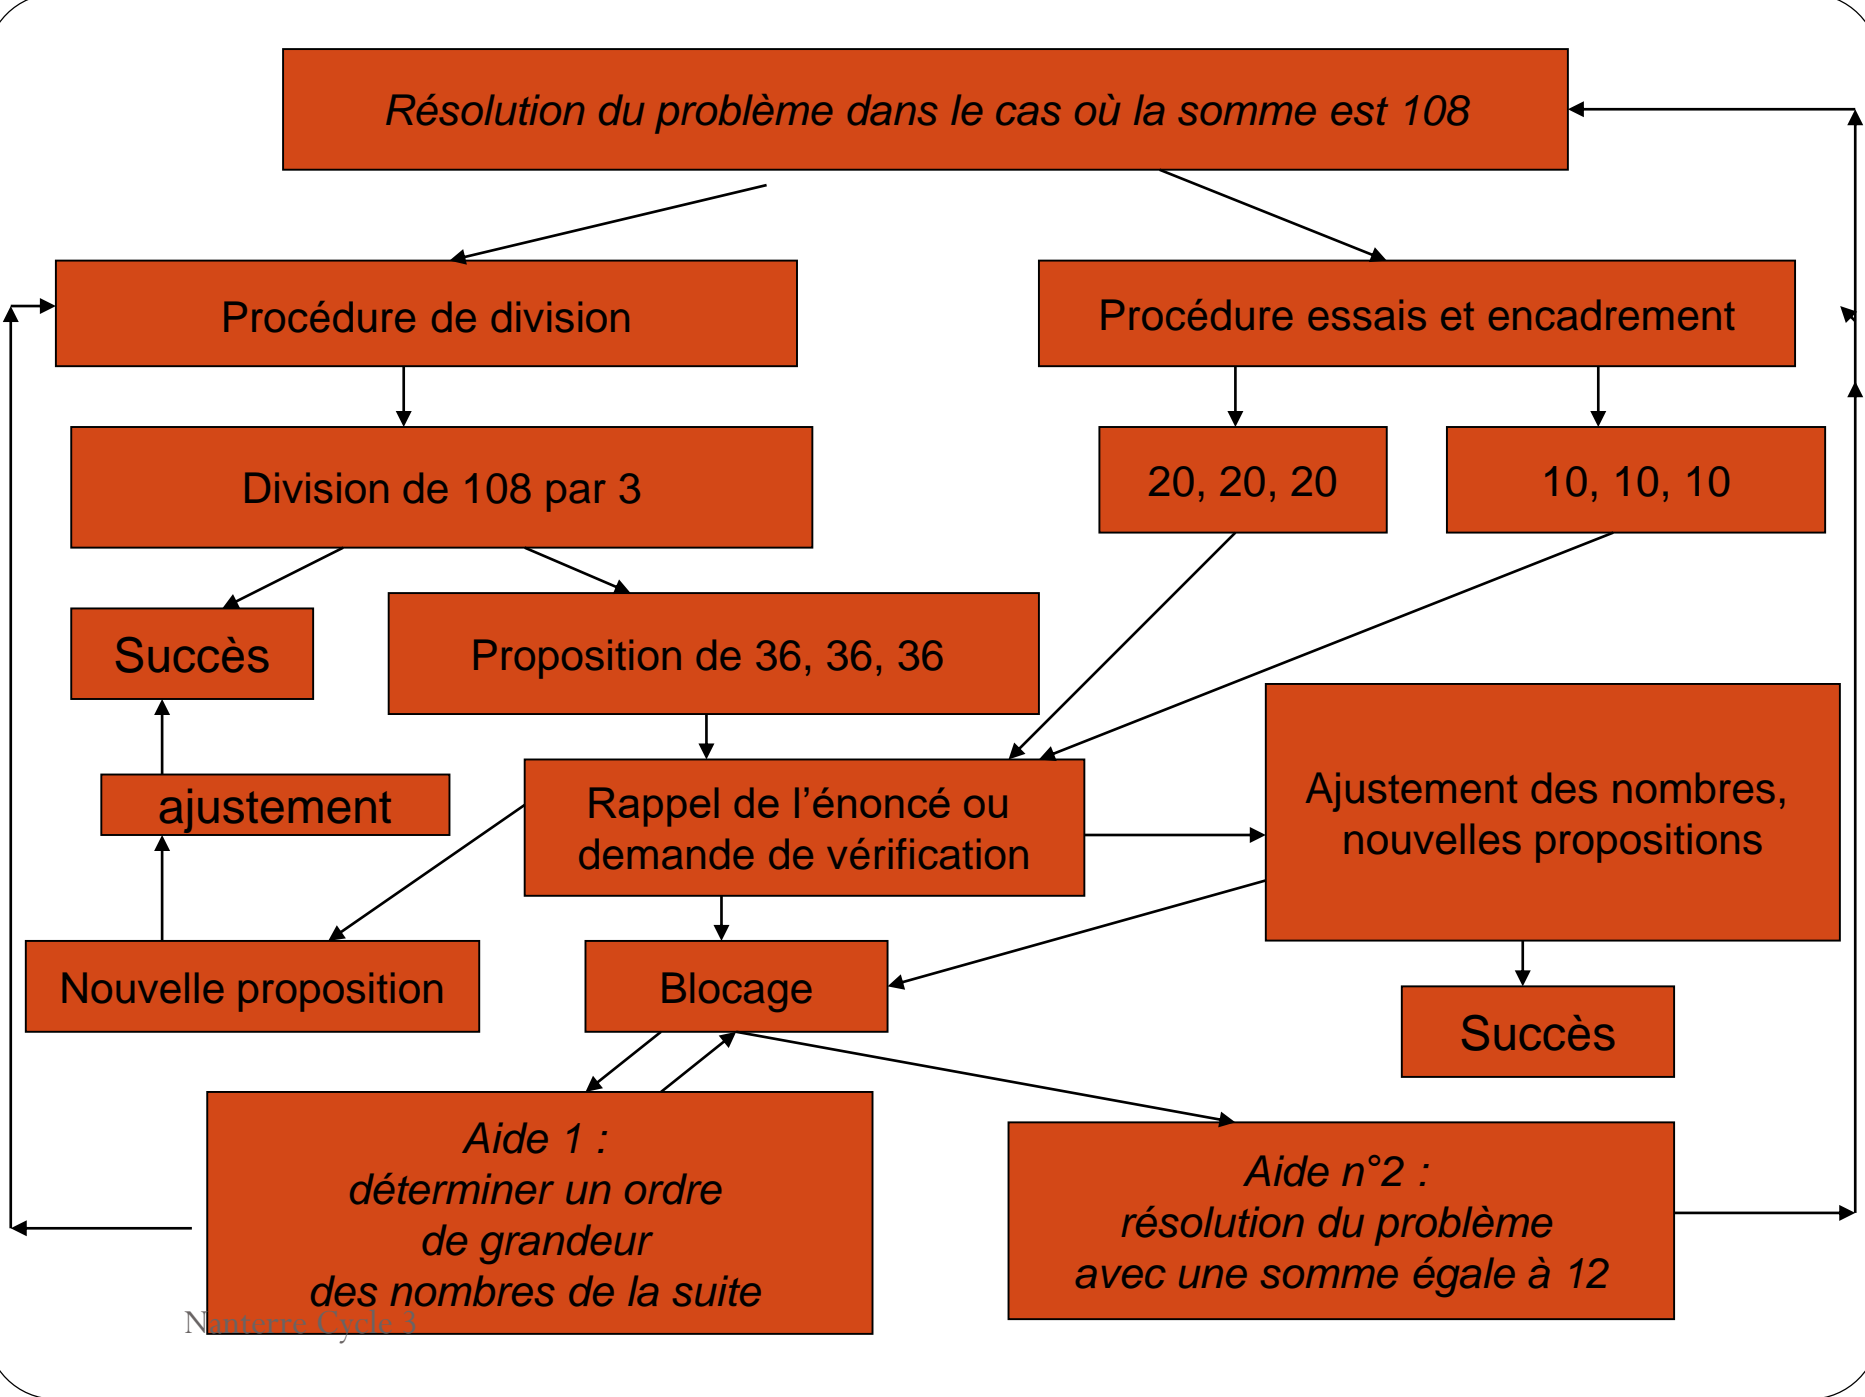 Résolution du problème dans le cas où la somme est 108
Procédure de division
Procédure essais et encadrement
Division de 108 par 3
20, 20, 20
10, 10, 10
Succès
Proposition de 36, 36, 36
ajustement
Rappel de l’énoncé ou
demande de vérification
Ajustement des nombres,
nouvelles propositions
Nouvelle proposition
Blocage
Succès
Aide 1 :
déterminer un ordre
de grandeur
des nombres de la suite
Aide n°2 :
résolution du problème
avec une somme égale à 12
Nanterre Cycle 3